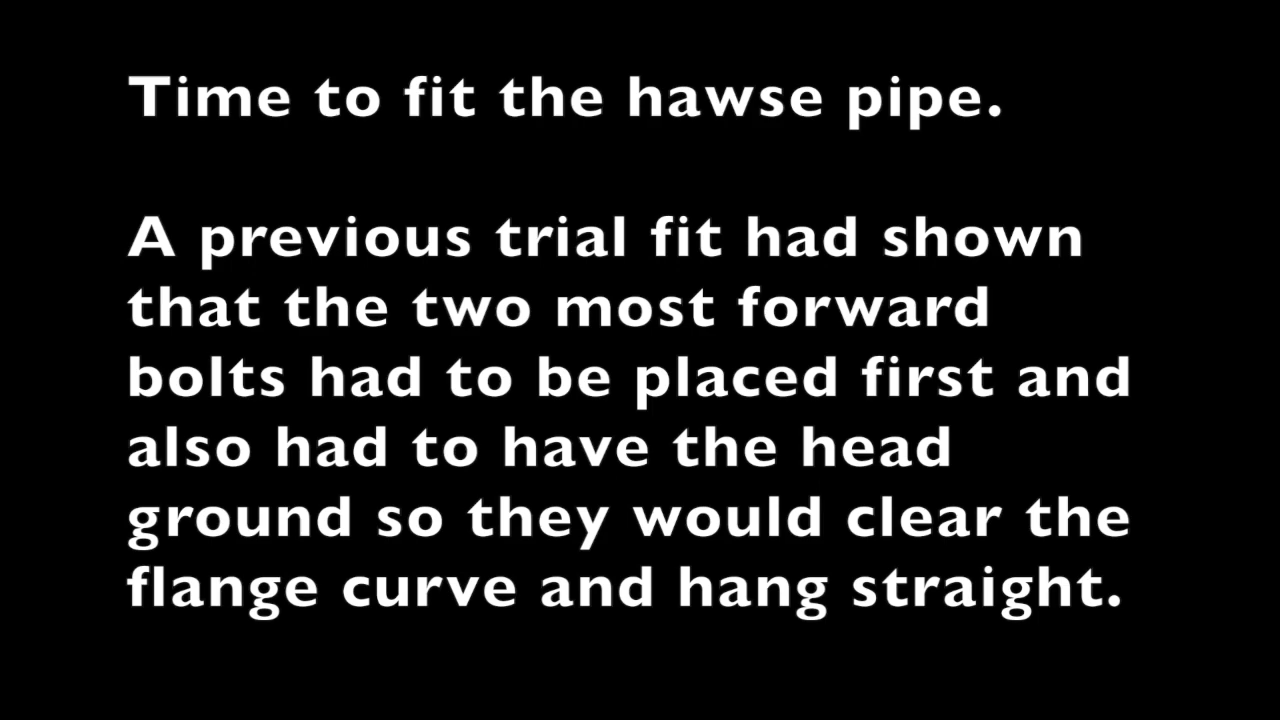 Time to fit the hawse pipe.
A previous trial fit had shown
that the two most forward
bolts had to be placed first and
also had to have the head
ground so they would clear the
flange curve and hang straight.